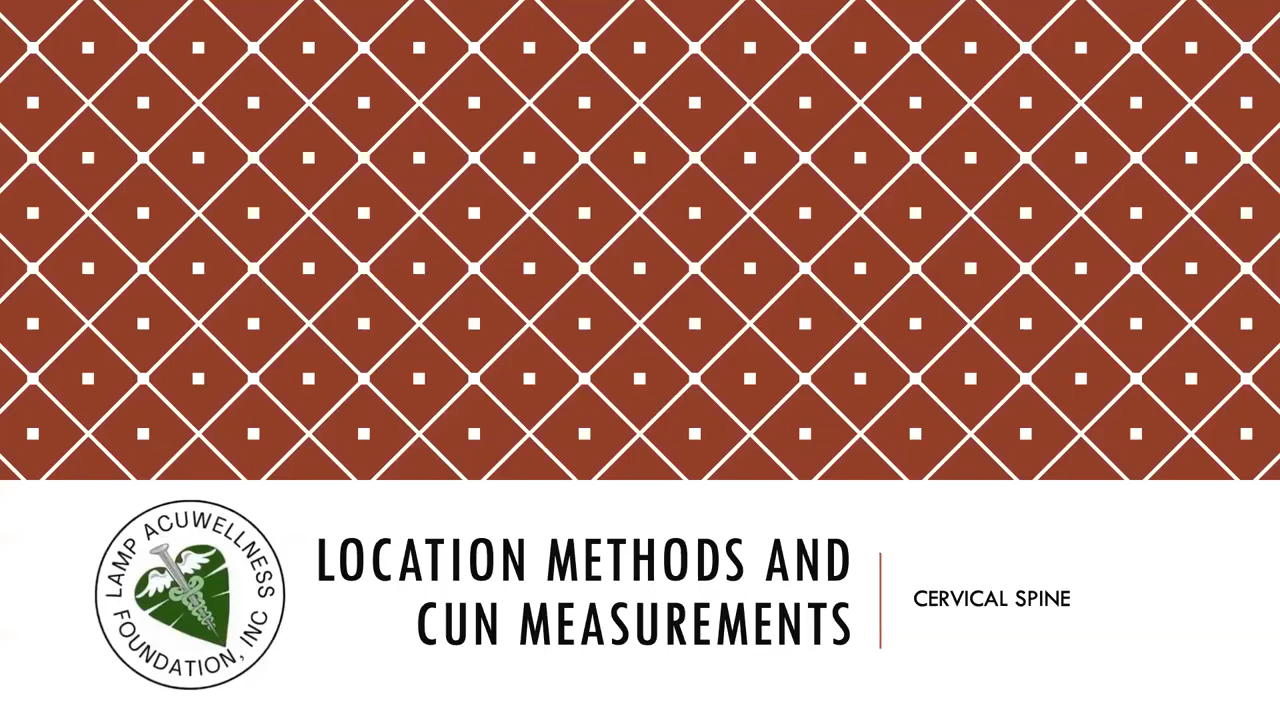 LAMP ACUWELLNESS
FOUNDATION, INC
LOCATION METHODS AND
CUN MEASUREMENTS
CERVICAL SPINE